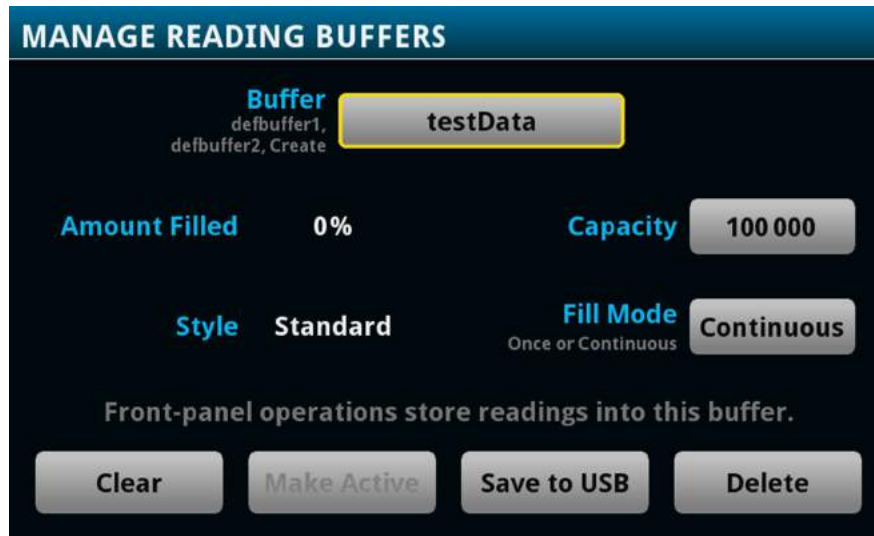 MANAGE READING BUFFERS
Buffer
defbuffer1,
defbuffer2, Create
testData
Amount Filled 0%
Capacity 100 000
Style Standard
Fill Mode
Once or Continuous
Continuous
Front-panel operations store readings into this buffer.
Clear Make Active Save to USB Delete